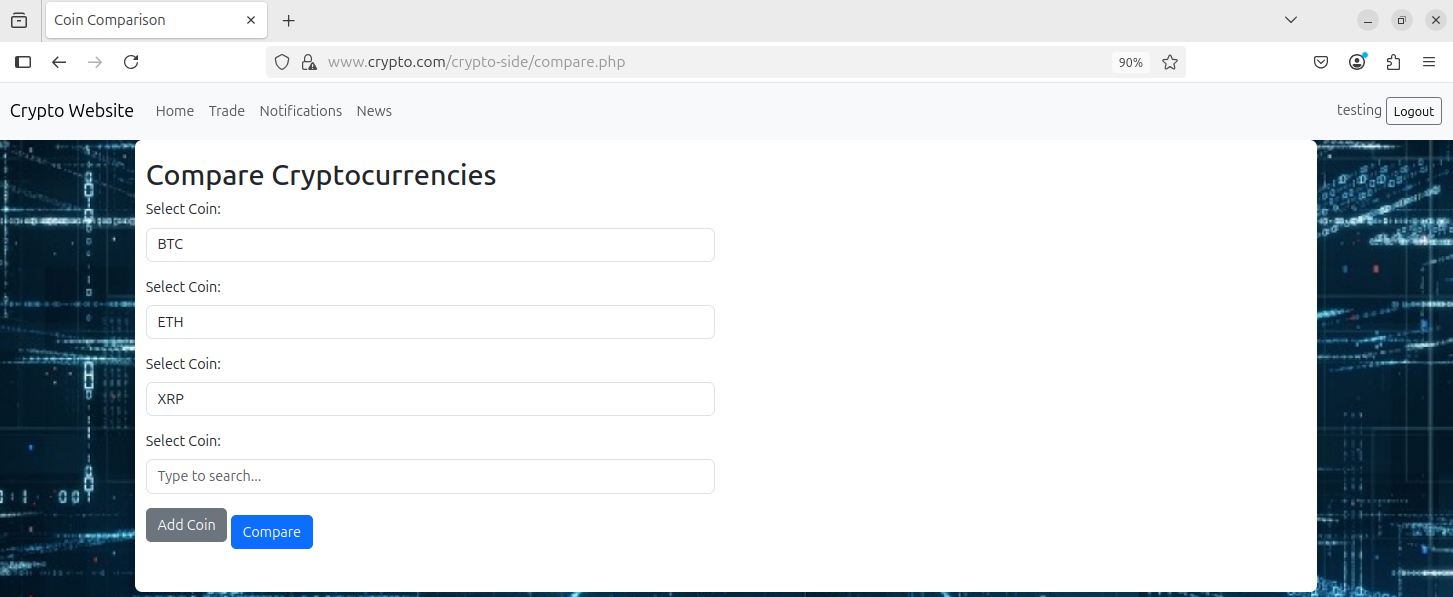 Coin Comparison
www.crypto.com/crypto-side/compare.php 90%
Crypto Website Home Trade Notifications News testing Logout
Compare Cryptocurrencies
Select Coin:
BTC
Select Coin:
ETH
Select Coin:
XRP
Select Coin:
Type to search...
Add Coin Compare